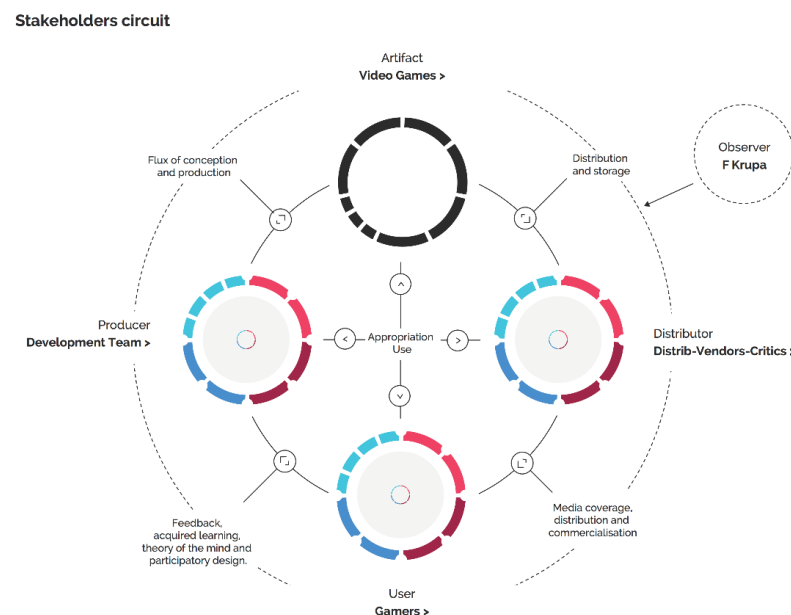 Stakeholders circuit
Artifact
Video Games >
Flux of conception
and production
Distribution
and storage
Observer
F Krupa
Producer
Development Team >
Appropriation
Use
Distributor
Distrib-Vendors-Critics >
Feedback,
acquired learning,
theory of the mind and
participatory design.
Media coverage,
distribution and
commercialisation
User
Gamers >